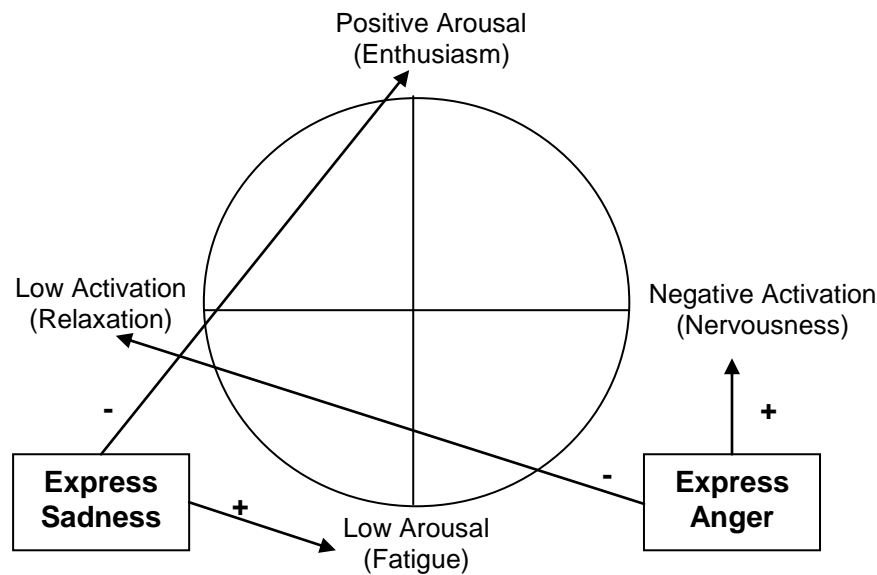 Positive Arousal
(Enthusiasm)
Low Activation
(Relaxation)
Negative Activation
(Nervousness)
-
+
Express
Sadness
+
-
Express
Anger
Low Arousal
(Fatigue)